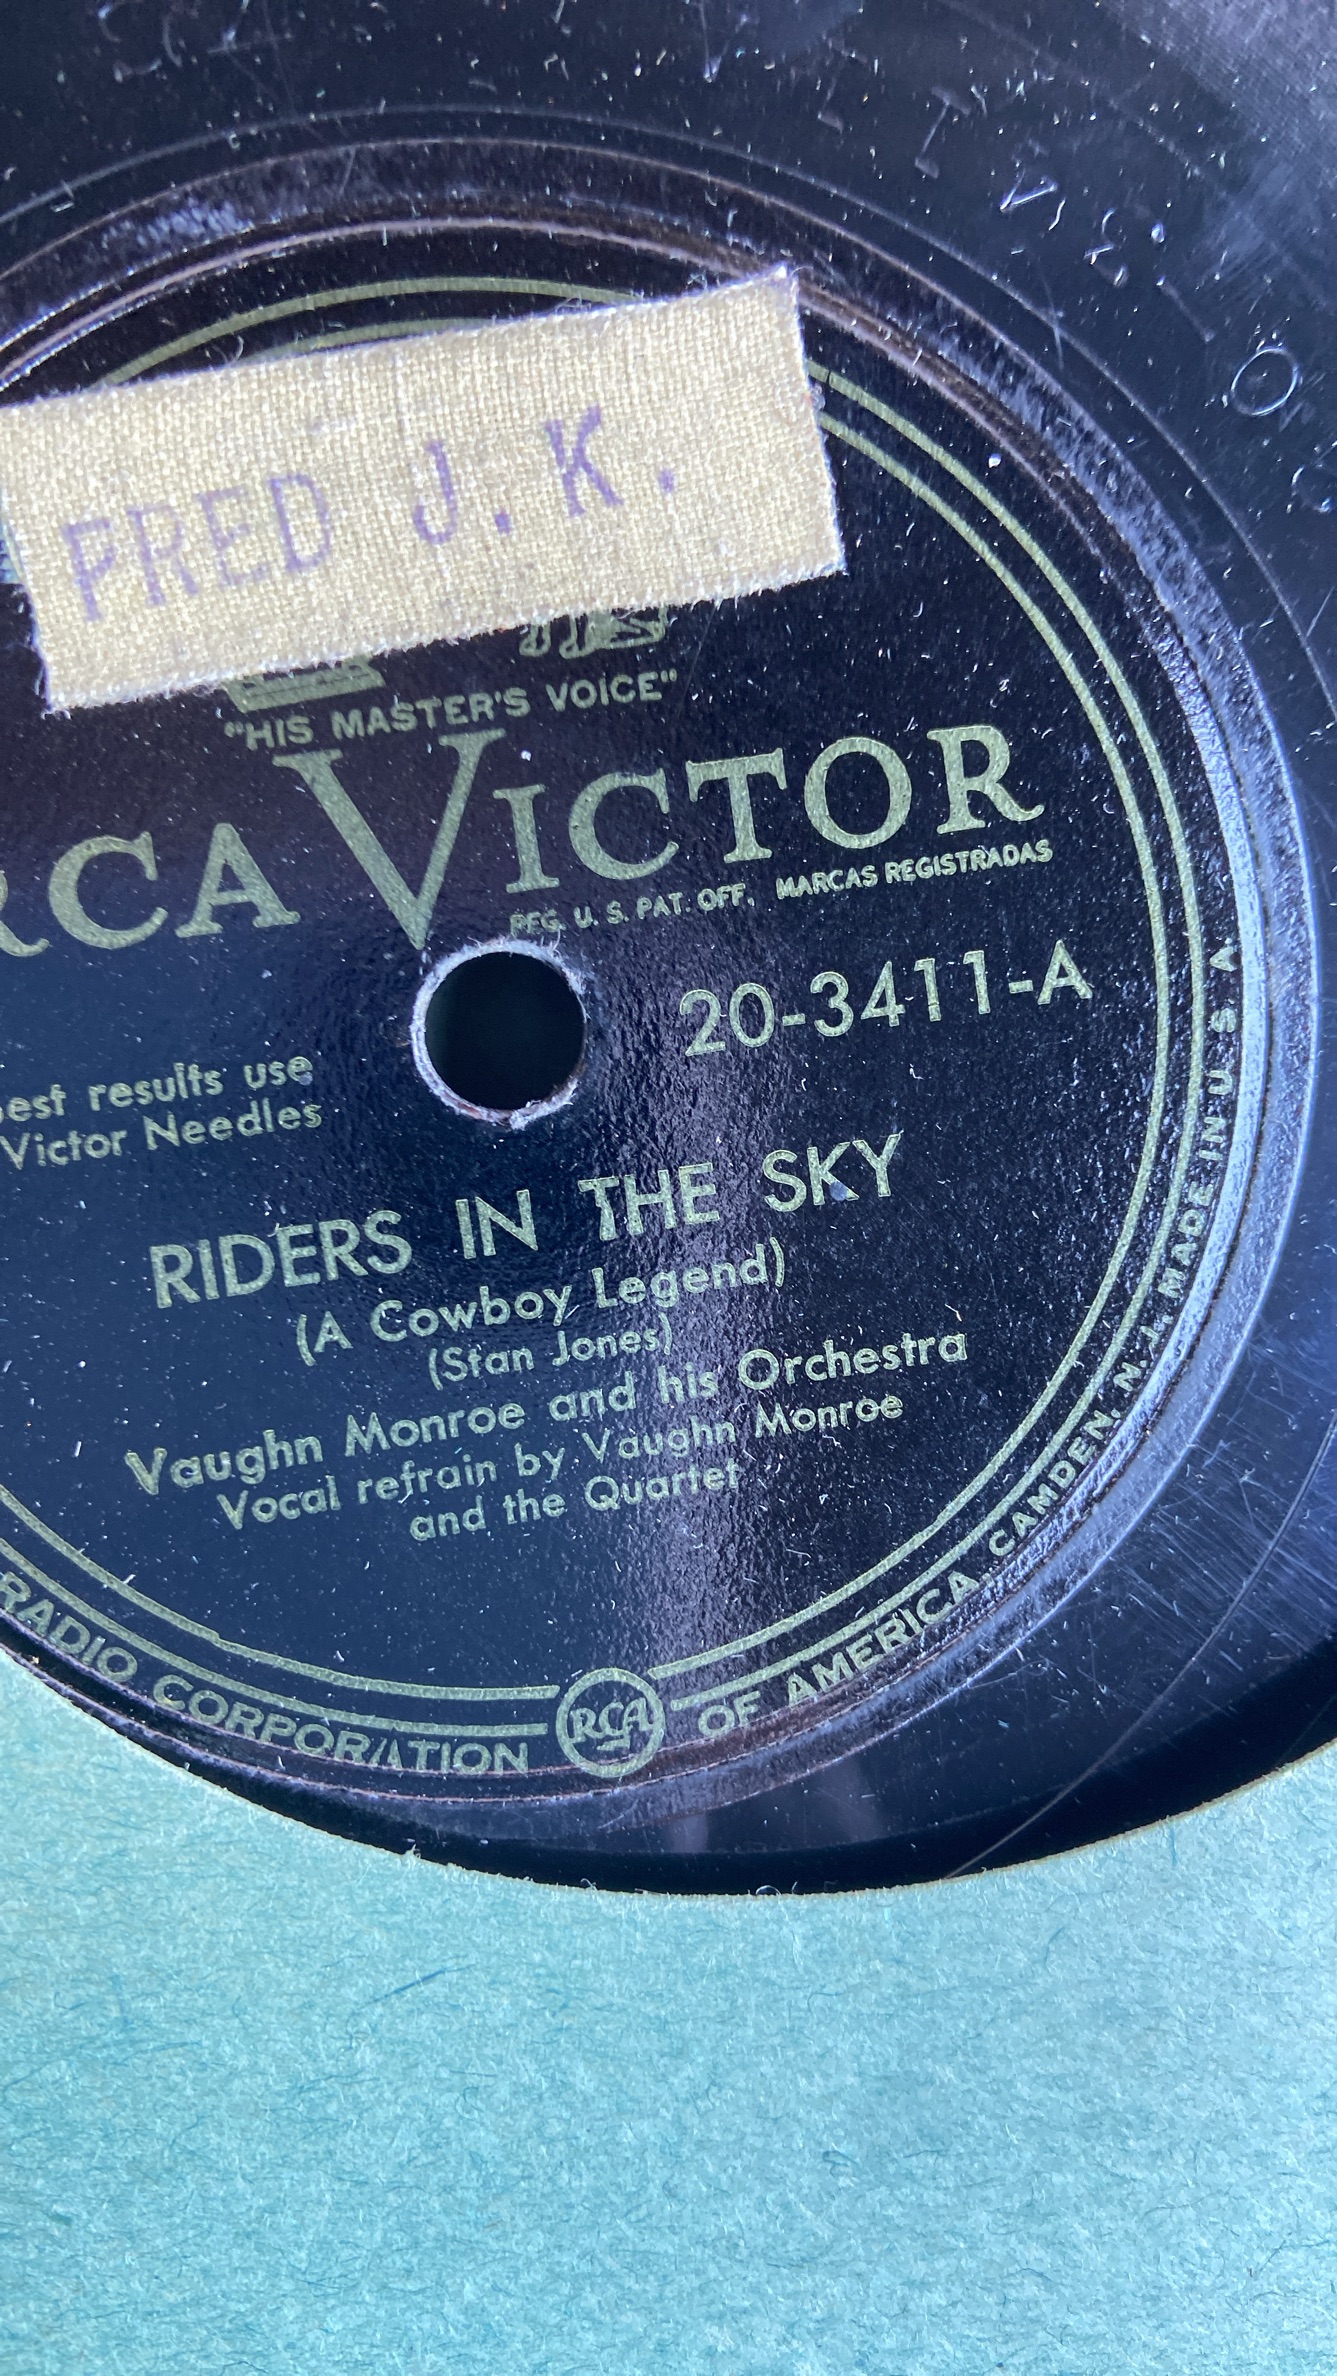 FRED J. K.
"HIS MASTER'S VOICE"
RCA VICTOR
REG. U. S. PAT. OFF. MARCAS REGISTRADAS
20-3411-A
best results use
Victor Needles
RIDERS IN THE SKY
(A Cowboy Legend)
(Stan Jones)
Vaughn Monroe and his Orchestra
Vocal refrain by Vaughn Monroe
and the Quartet
RADIO CORPORATION RCA OF AMERICA, CAMDEN, N. J. MADE IN U. S. A.